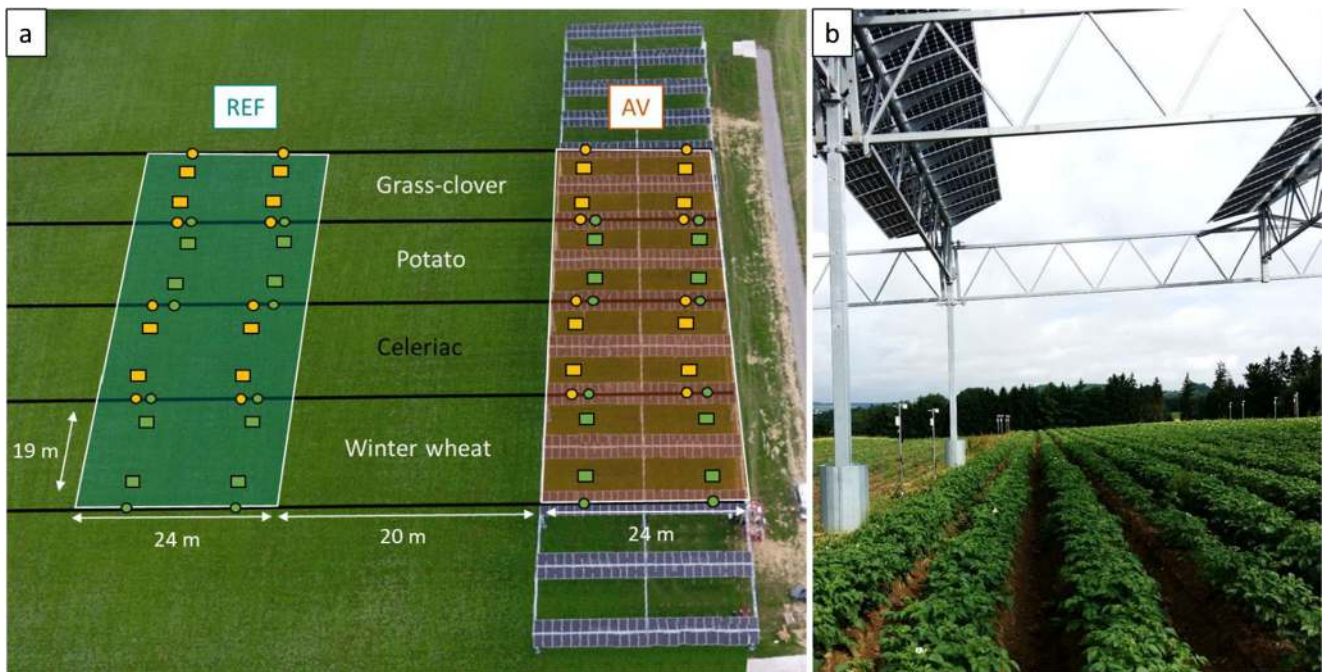 a
b
REF
AV
Grass-clover
Potato
Celeriac
Winter wheat
19 m
24 m
20 m
24 m